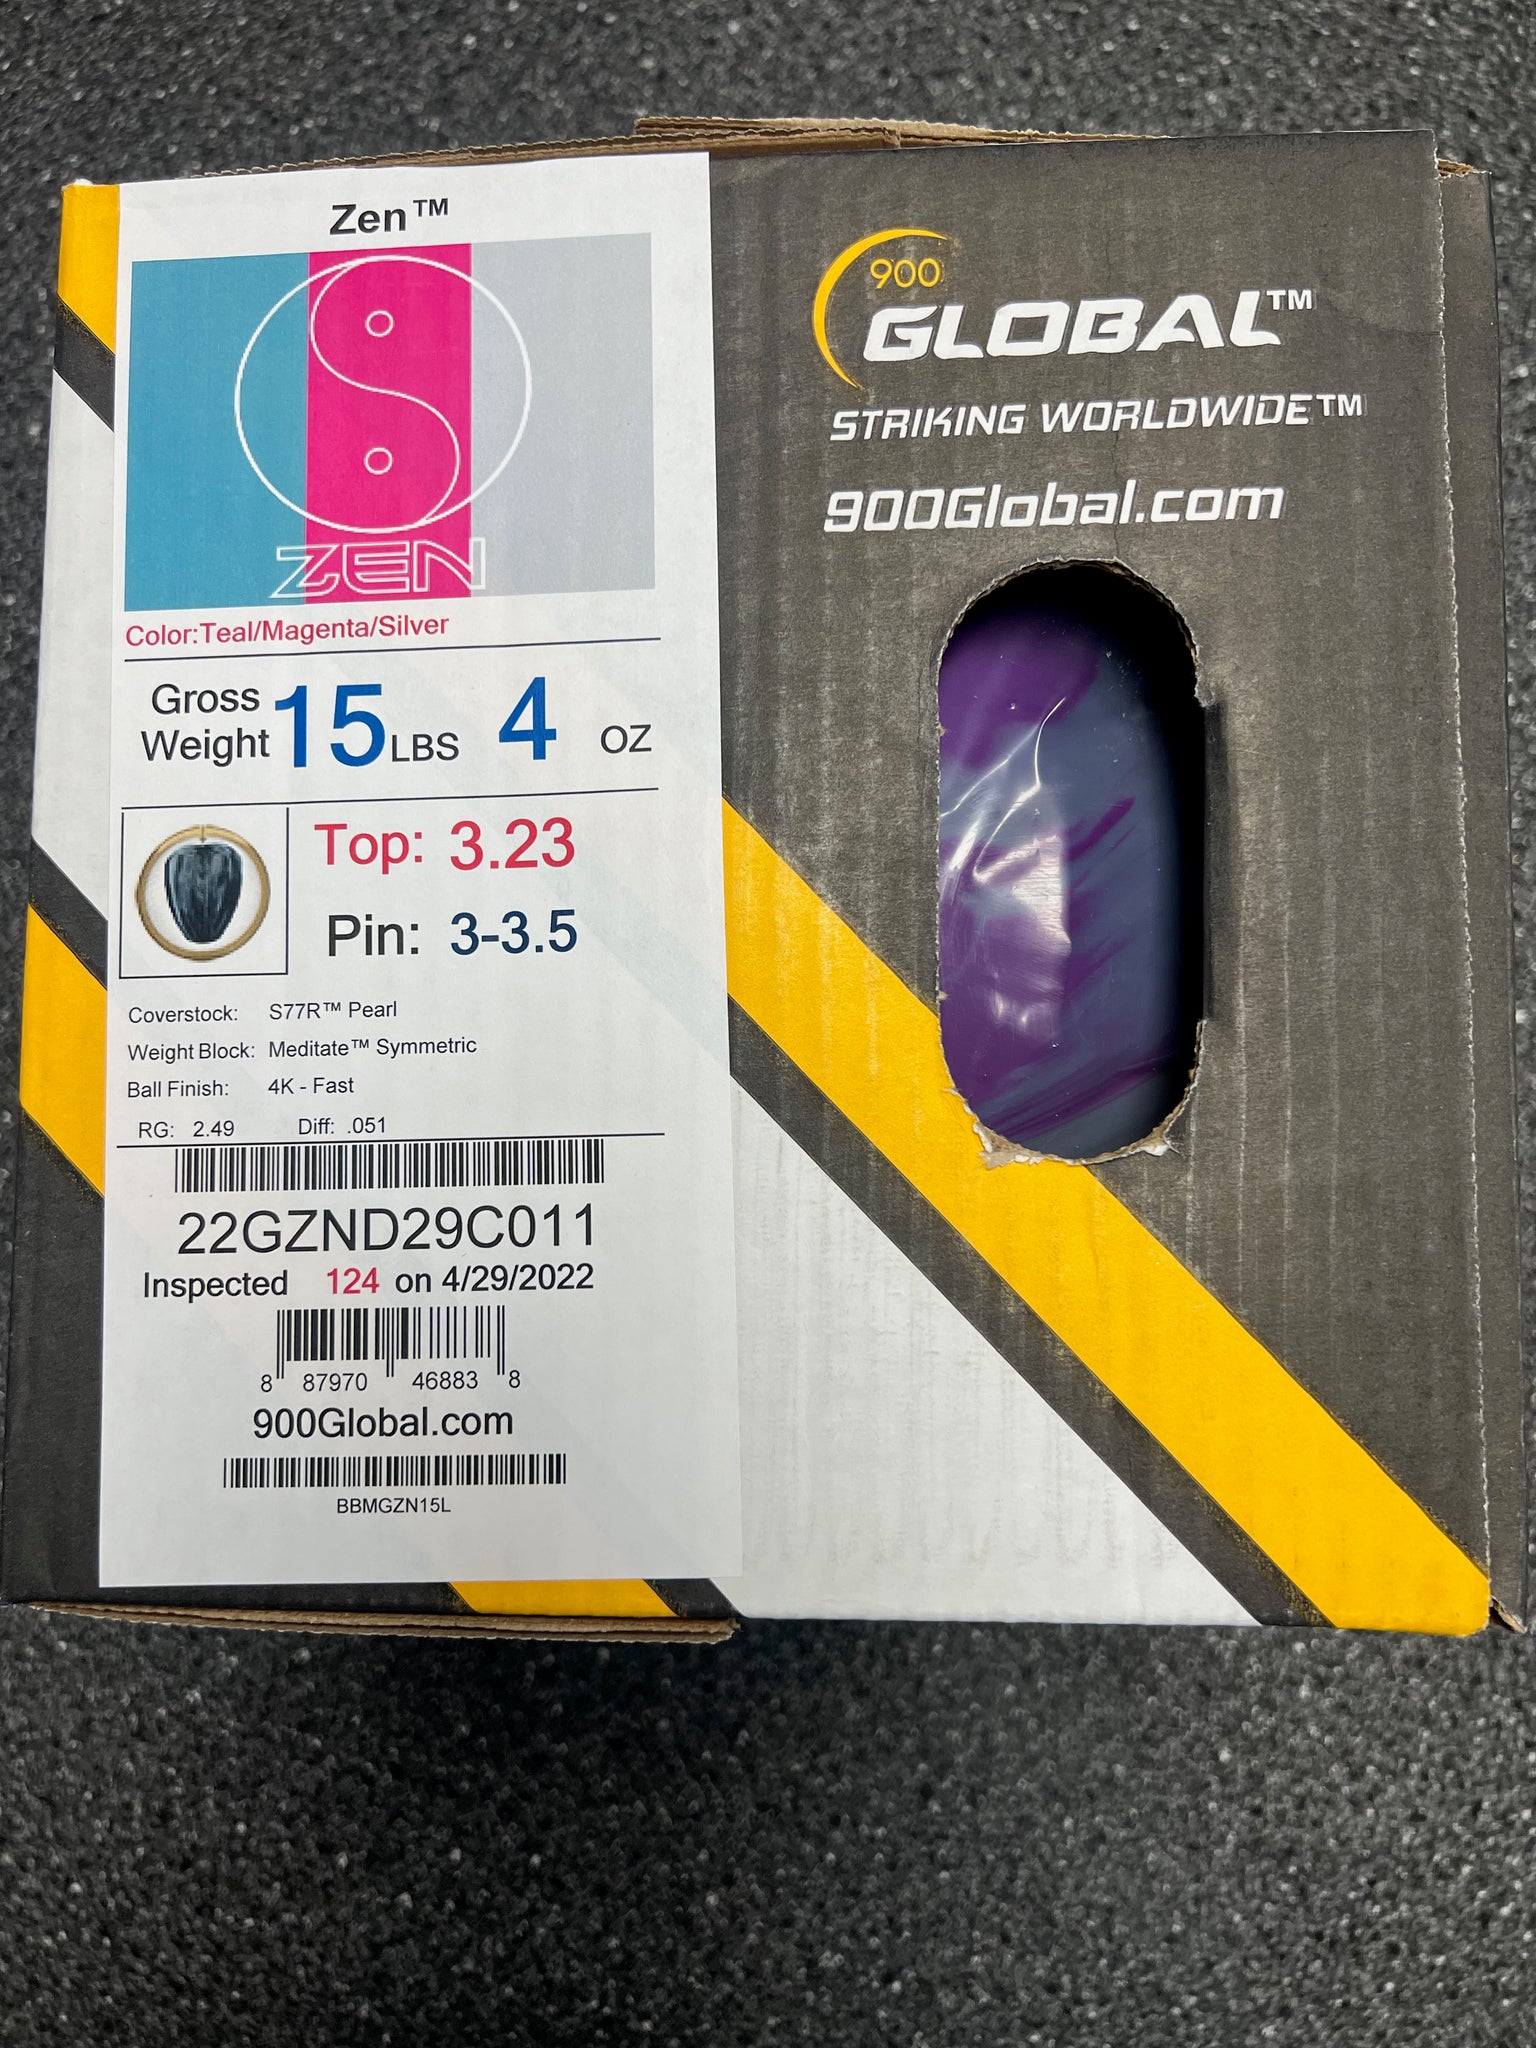 Zen™
ZEN
Color:Teal/Magenta/Silver
Gross Weight 15 LBS 4 OZ
Top: 3.23
Pin: 3-3.5
Coverstock: S77R™ Pearl
Weight Block: Meditate™ Symmetric
Ball Finish: 4K - Fast
RG: 2.49 Diff: .051
22GZND29C011
Inspected 124 on 4/29/2022
8 87970 46883 8
900Global.com
BBMGZN15L
900
GLOBAL™
STRIKING WORLDWIDE™
900Global.com